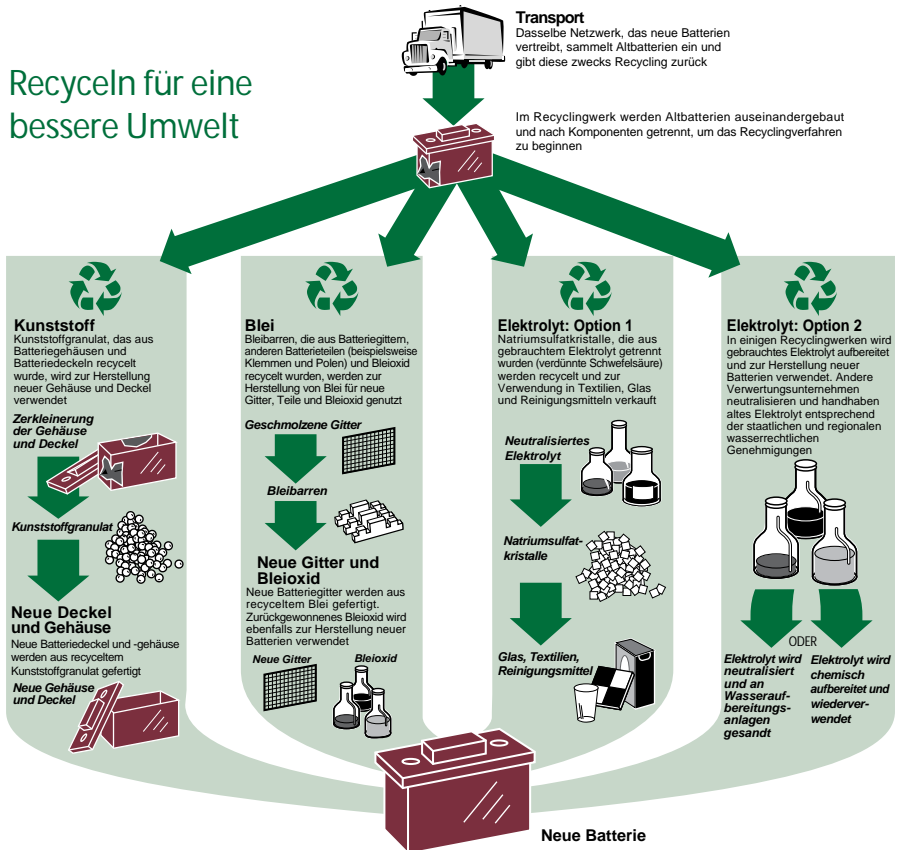 Recyceln für eine
bessere Umwelt
Transport
Dasselbe Netzwerk, das neue Batterien
vertreibt, sammelt Altbatterien ein und
gibt diese zwecks Recycling zurück
Im Recyclingwerk werden Altbatterien auseinandergebaut
und nach Komponenten getrennt, um das Recyclingverfahren
zu beginnen
Kunststoff
Kunststoffgranulat, das aus
Batteriegehäusen und
Batteriedeckeln recycelt
wurde, wird zur Herstellung
neuer Gehäuse und Deckel
verwendet
Zerkleinerung
der Gehäuse
und Deckel
Kunststoffgranulat
Neue Deckel
und Gehäuse
Neue Batteriedeckel und -gehäuse
werden aus recyceltem
Kunststoffgranulat gefertigt
Neue Gehäuse
und Deckel
Blei
Bleibarren, die aus Batteriegittern,
anderen Batterieteilen (beispielsweise
Klemmen und Polen) und Bleioxid
recycelt wurden, werden zur
Herstellung von Blei für neue
Gitter, Teile und Bleioxid genutzt
Geschmolzene Gitter
Bleibarren
Neue Gitter und
Bleioxid
Neue Batteriegitter werden aus
recyceltem Blei gefertigt.
Zurückgewonnenes Bleioxid wird
ebenfalls zur Herstellung neuer
Batterien verwendet
Neue Gitter
Bleioxid
Elektrolyt: Option 1
Natriumsulfatkristalle, die aus
gebrauchtem Elektrolyt getrennt
wurden (verdünnte Schwefelsäure)
werden recycelt und zur
Verwendung in Textilien, Glas
und Reinigungsmitteln verkauft
Neutralisiertes
Elektrolyt
Natriumsulfat-
kristalle
Glas, Textilien,
Reinigungsmittel
Elektrolyt: Option 2
In einigen Recyclingwerken wird
gebrauchtes Elektrolyt aufbereitet
und zur Herstellung neuer
Batterien verwendet. Andere
Verwertungsunternehmen
neutralisieren und handhaben
altes Elektrolyt entsprechend
der staatlichen und regionalen
wasserrechtlichen
Genehmigungen
ODER
Elektrolyt wird
neutralisiert
und an
Wasserauf-
bereitungs-
anlagen
gesandt
Elektrolyt wird
chemisch
aufbereitet und
wiederver-
wendet
Neue Batterie